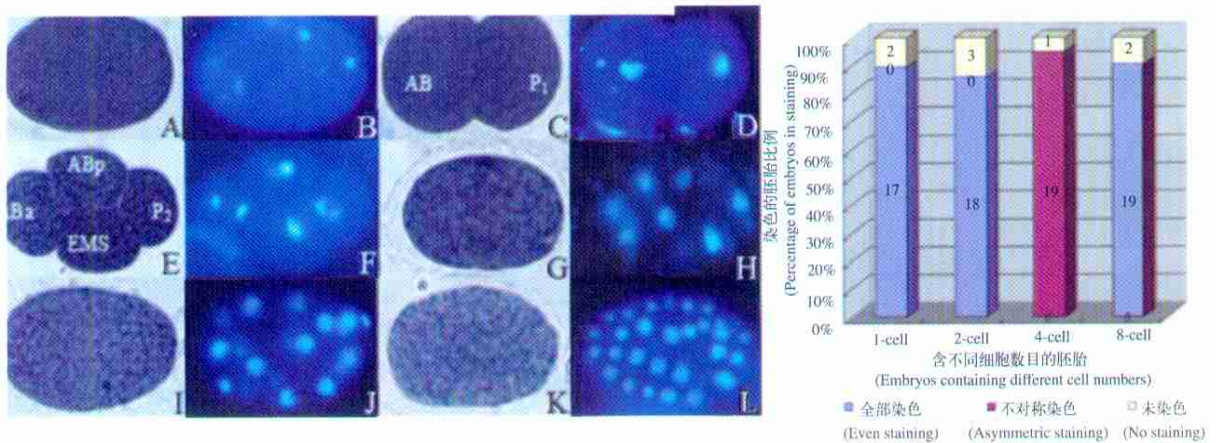 A
B
AB
P₁
C
D
ABp
Ba
P₂
EMS
E
F
G
H
I
J
K
L
染色的胚胎比例
(Percentage of embryos in staining)
100%
90%
80%
70%
60%
50%
40%
30%
20%
10%
0%
2
0
17
3
0
18
1
19
2
19
1-cell
2-cell
4-cell
8-cell
含不同细胞数目的胚胎
(Embryos containing different cell numbers)
全部染色 不对称染色 未染色
(Even staining) (Asymmetric staining) (No staining)